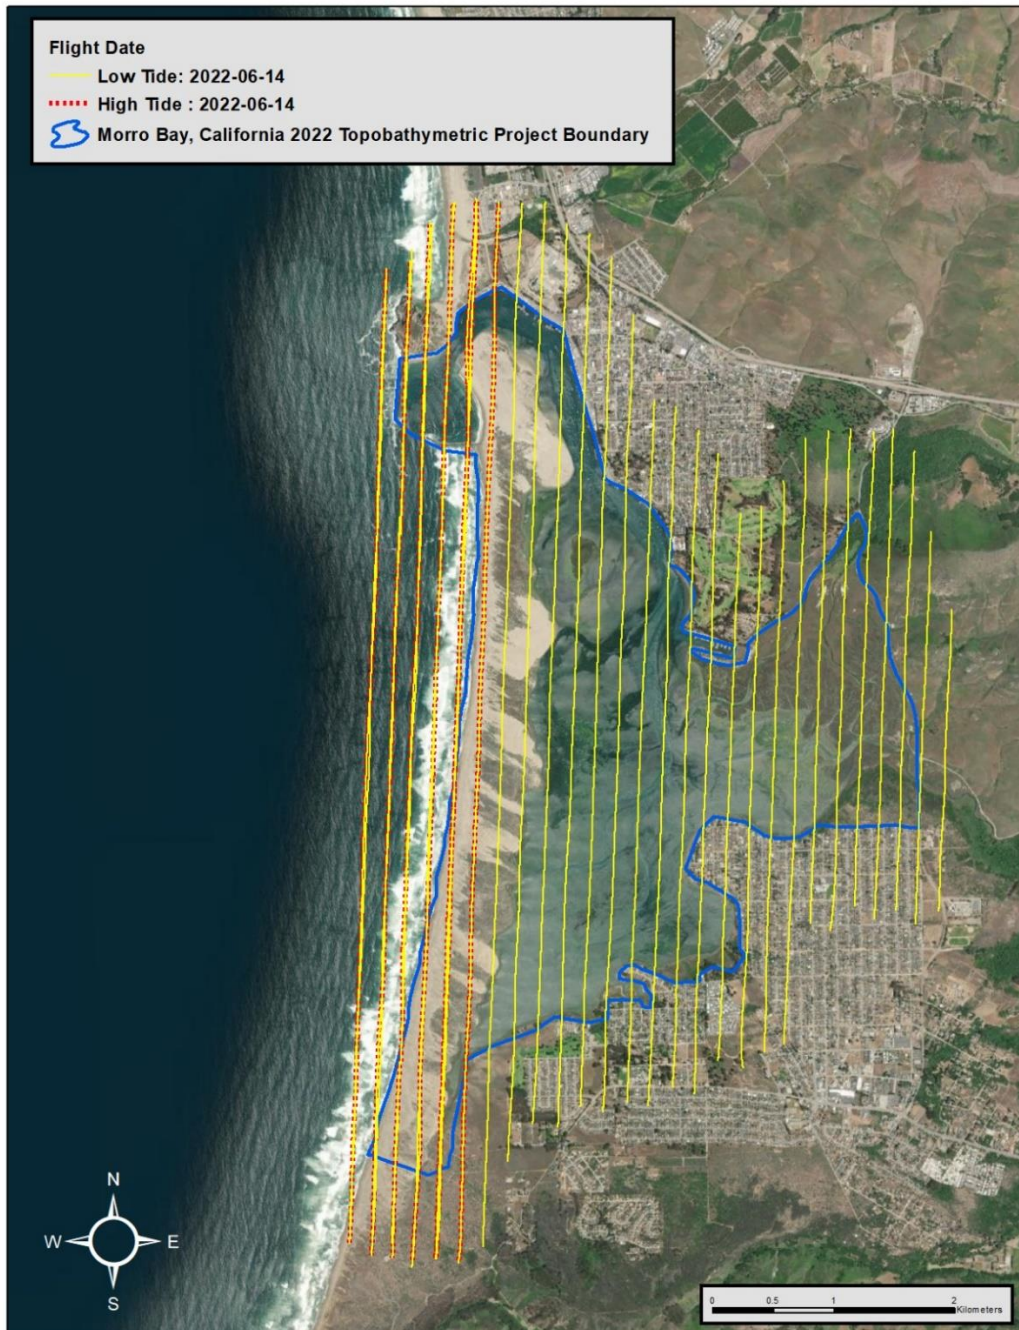 Flight Date
Low Tide: 2022-06-14
High Tide : 2022-06-14
Morro Bay, California 2022 Topobathymetric Project Boundary
N
W E
S
0 0.5 1 2
Kilometers